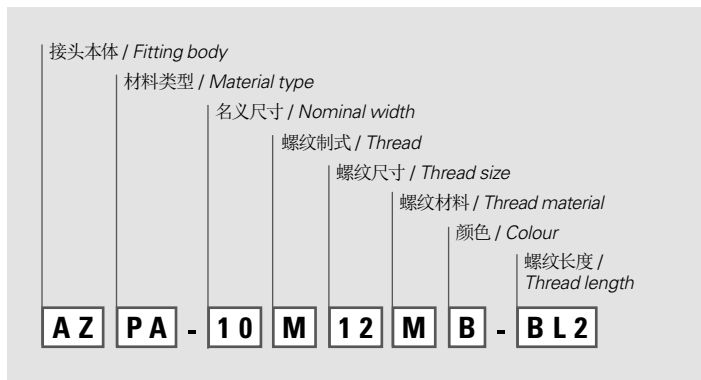 接头本体 / Fitting body
材料类型 / Material type
名义尺寸 / Nominal width
螺纹制式 / Thread
螺纹尺寸 / Thread size
螺纹材料 / Thread material
颜色 / Colour
螺纹长度 /
Thread length
AZ PA - 10 M 12 M B - BL2